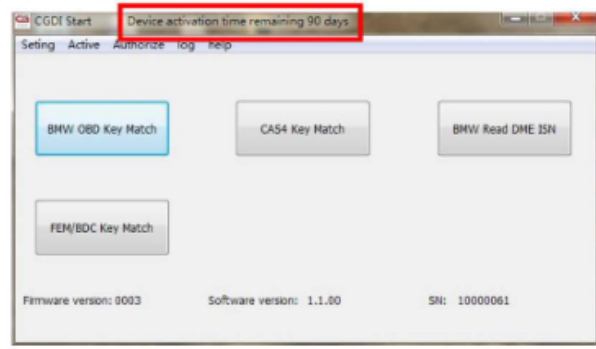 CGDI Start Device activation time remaining 90 days
Seting Active Authorize log help
BMW OBD Key Match CAS4 Key Match BMW Read DME ISN
FEM/BDC Key Match
Firmware version: 0003 Software version: 1.1.00 SN: 10000061